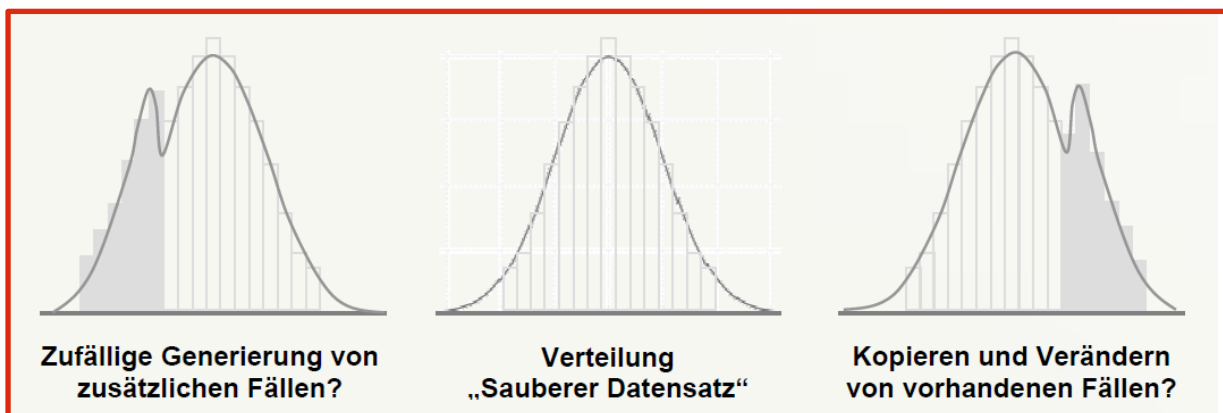 Zufällige Generierung von
zusätzlichen Fällen?
Verteilung
„Sauberer Datensatz“
Kopieren und Verändern
von vorhandenen Fällen?